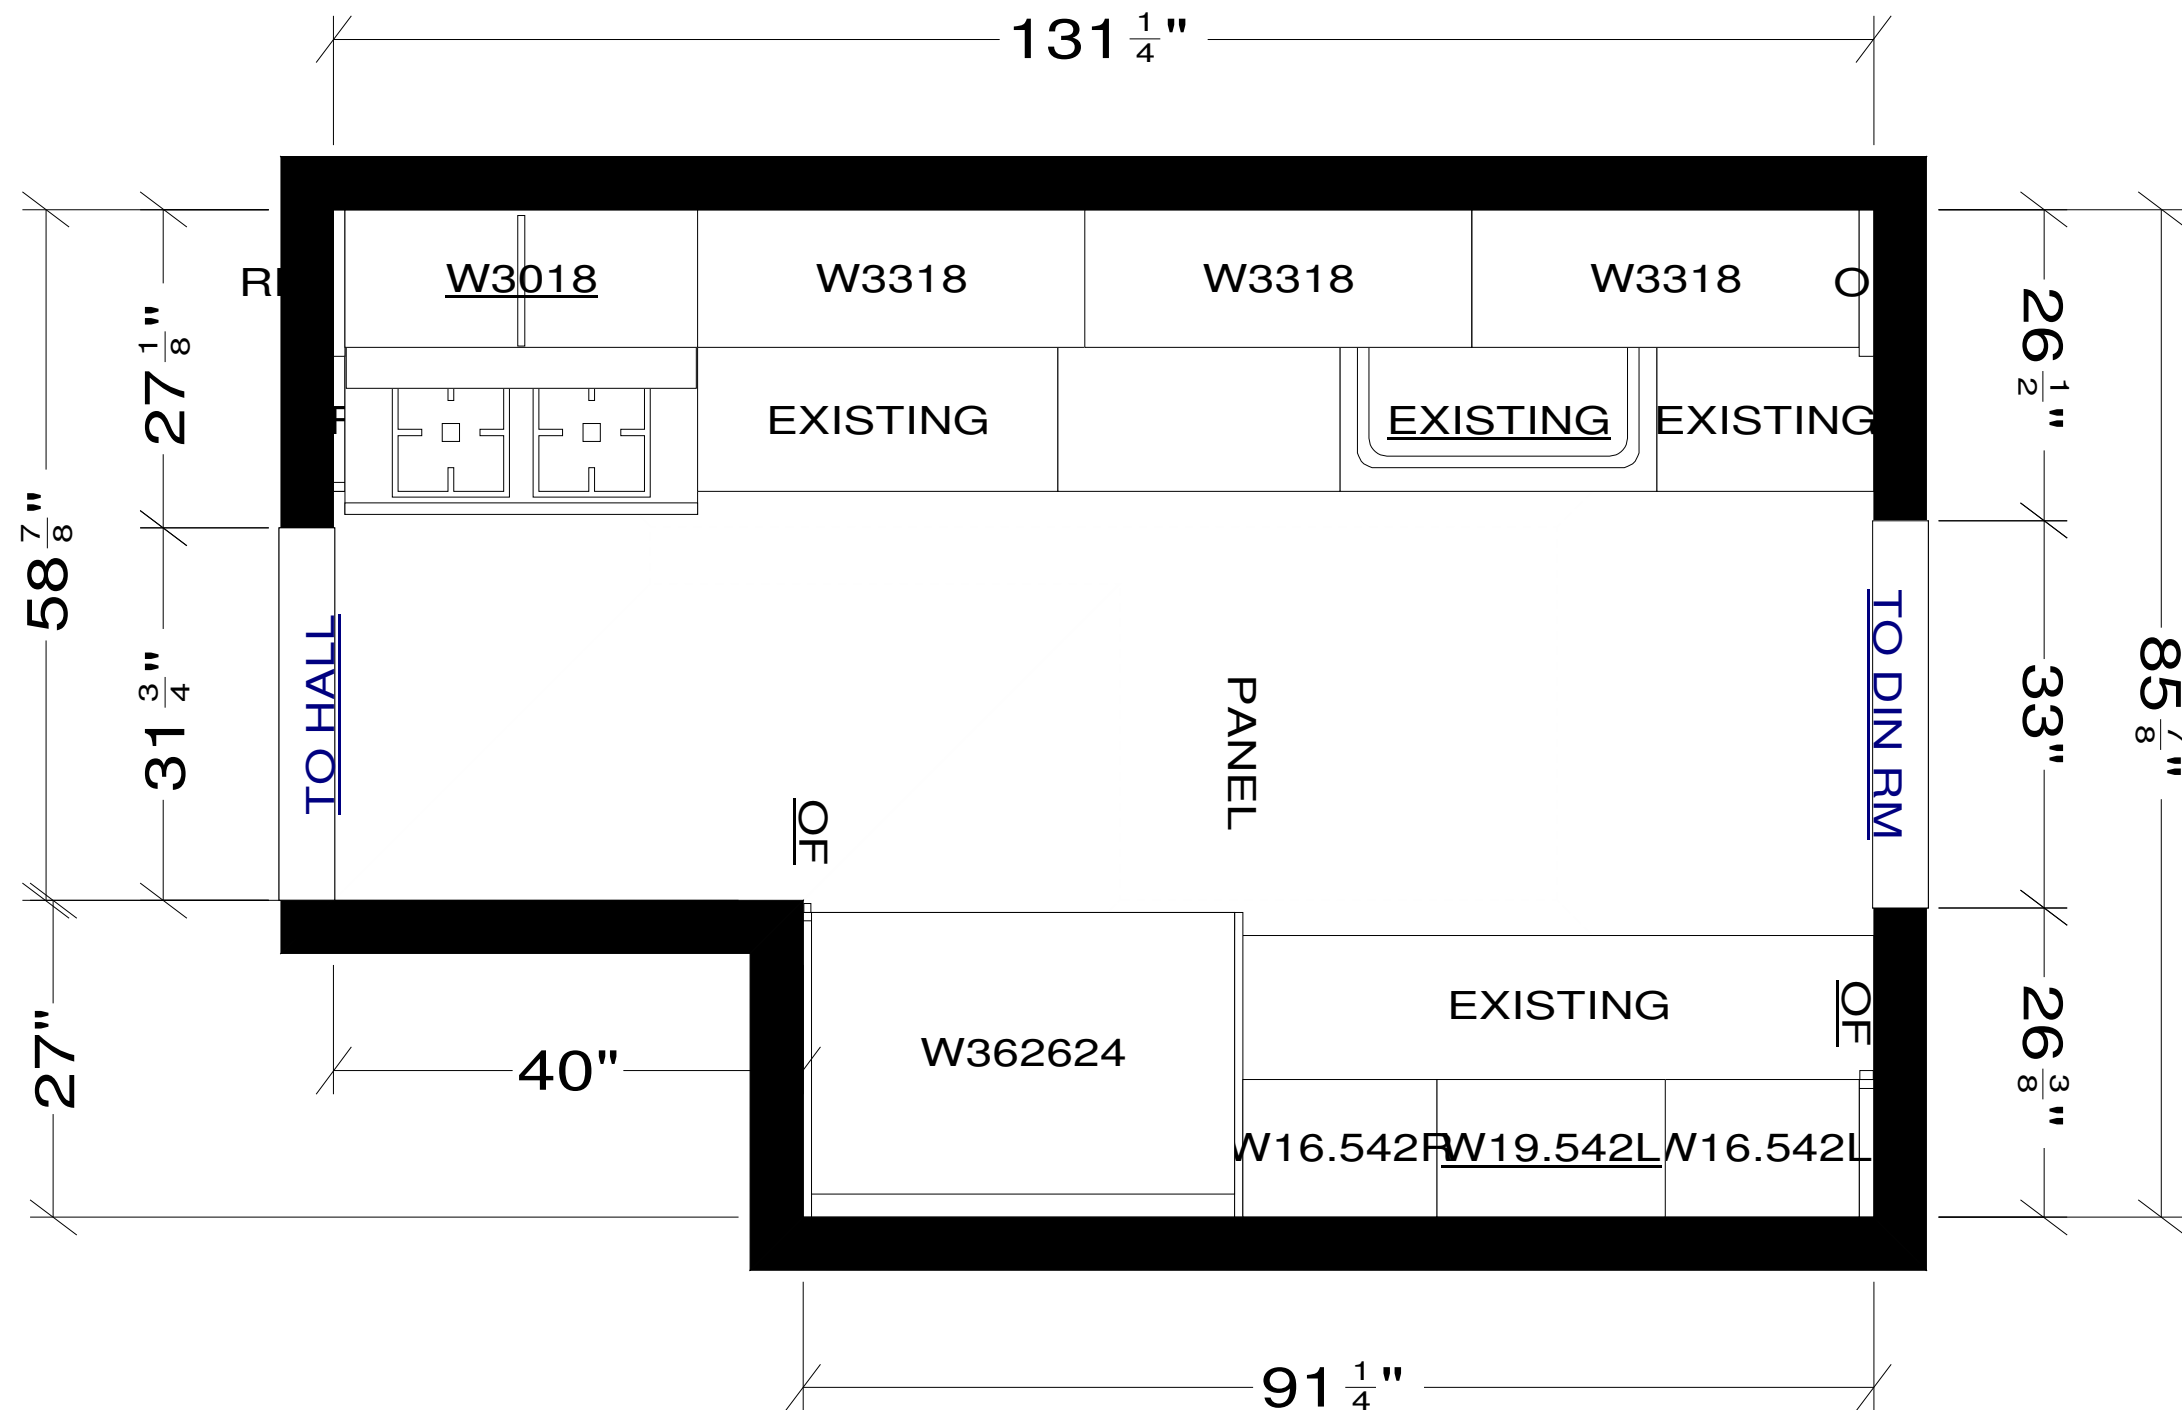 131 1/4"
W3018
W3318
W3318
W3318
O
27 1/8"
26 1/2"
EXISTING
EXISTING
EXISTING
58 7/8"
31 3/4"
TO HALL
PANEL
TO DIN RM
33"
85 7/8"
OF
EXISTING
OF
W362624
27"
40"
26 3/8"
W16.542R
W19.542L
W16.542L
91 1/4"